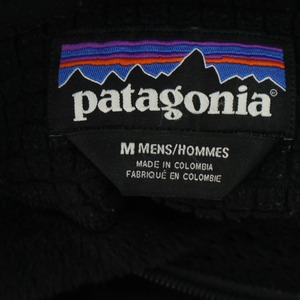 patagonia
M MENS/HOMMES
MADE IN COLOMBIA
FABRIQUÉ EN COLOMBIE